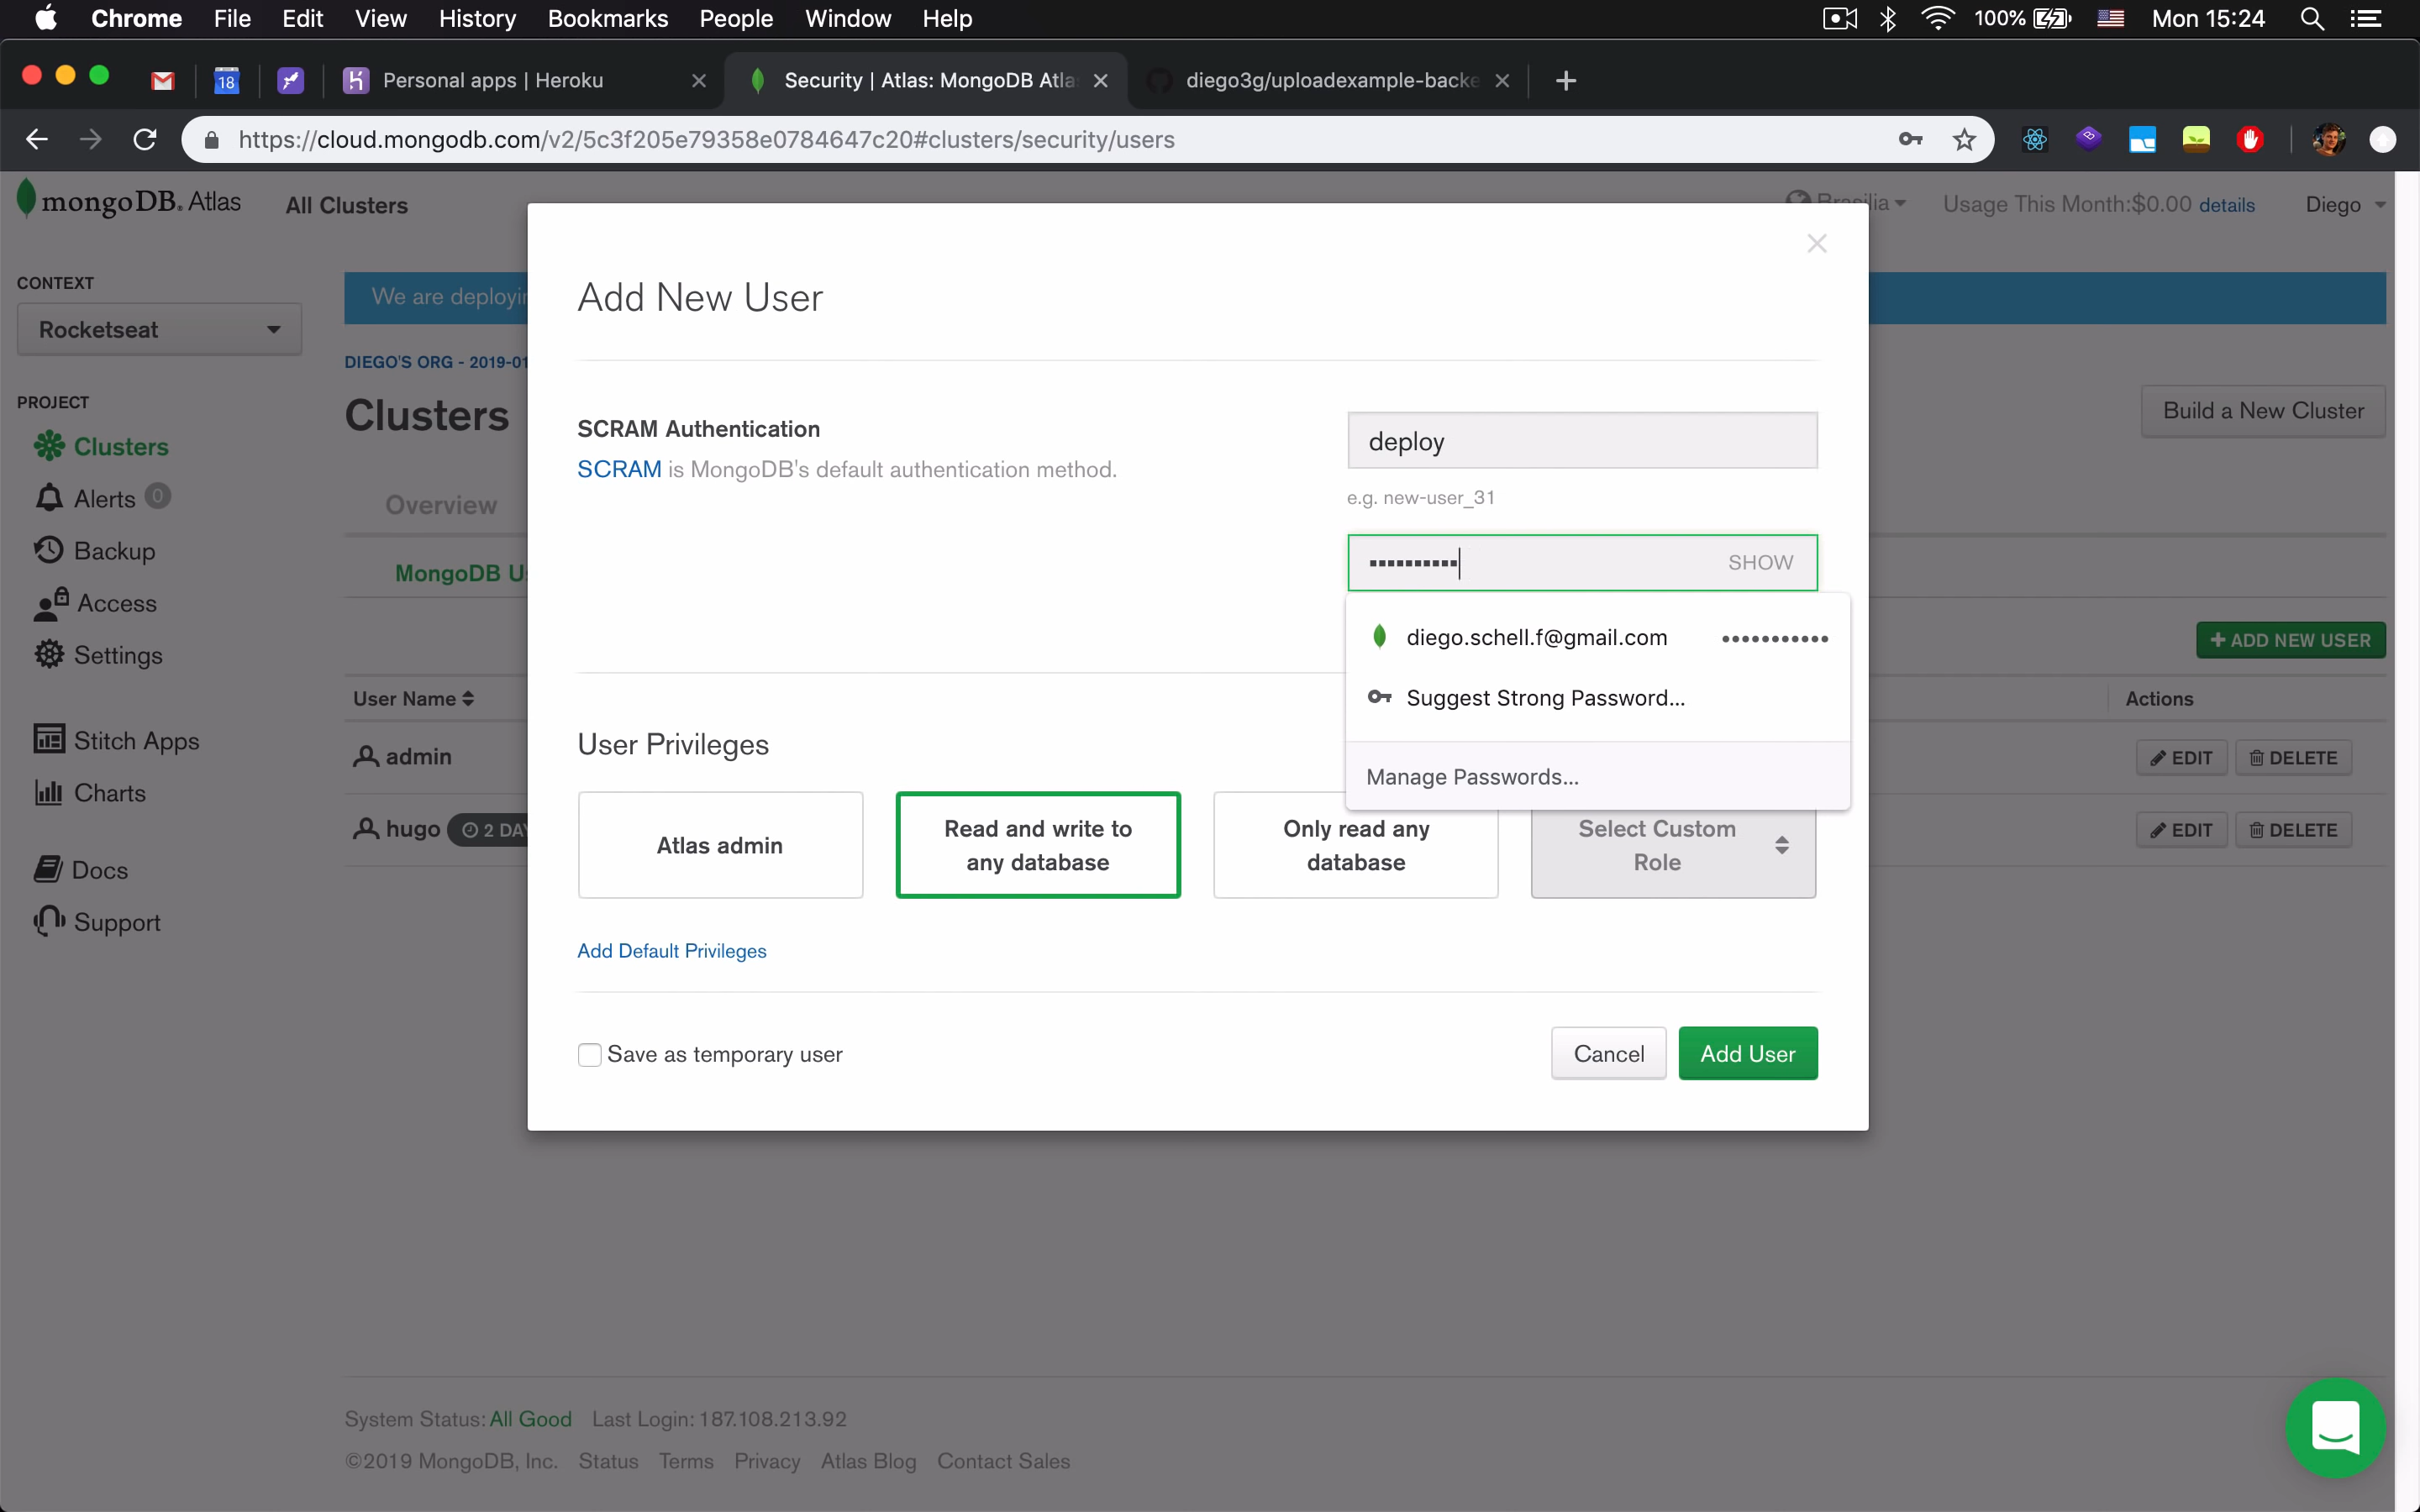 Chrome File Edit View History Bookmarks People Window Help 100% Mon 15:24
18 Personal apps | Heroku Security | Atlas: MongoDB Atla diego3g/uploadexample-backe
https://cloud.mongodb.com/v2/5c3f205e79358e0784647c20#clusters/security/users
mongoDB. Atlas All Clusters Brasilia Usage This Month:$0.00 details Diego
CONTEXT
Rocketseat
We are deployin
DIEGO'S ORG - 2019-01
PROJECT
Clusters
Build a New Cluster
Clusters
Alerts 0
Backup
Access
Settings
Stitch Apps
Charts
Docs
Support
Overview
MongoDB Us
+ ADD NEW USER
User Name Actions
admin EDIT DELETE
hugo 2 DAY EDIT DELETE
Add New User
SCRAM Authentication
SCRAM is MongoDB's default authentication method.
deploy
e.g. new-user_31
SHOW
diego.schell.f@gmail.com
Suggest Strong Password...
Manage Passwords...
User Privileges
Atlas admin
Read and write to
any database
Only read any
database
Select Custom
Role
Add Default Privileges
Save as temporary user
Cancel Add User
System Status: All Good Last Login: 187.108.213.92
©2019 MongoDB, Inc. Status Terms Privacy Atlas Blog Contact Sales